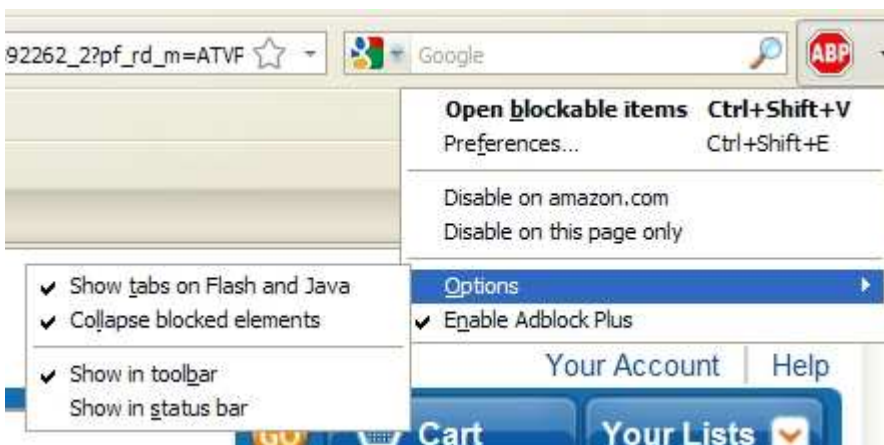 92262_2?pf_rd_m=ATVF Google ABP
Open blockable items Ctrl+Shift+V
Preferences... Ctrl+Shift+E
Disable on amazon.com
Disable on this page only
Options
Enable Adblock Plus
Show tabs on Flash and Java
Collapse blocked elements
Show in toolbar
Show in status bar
Your Account Help
GO Cart Your Lists